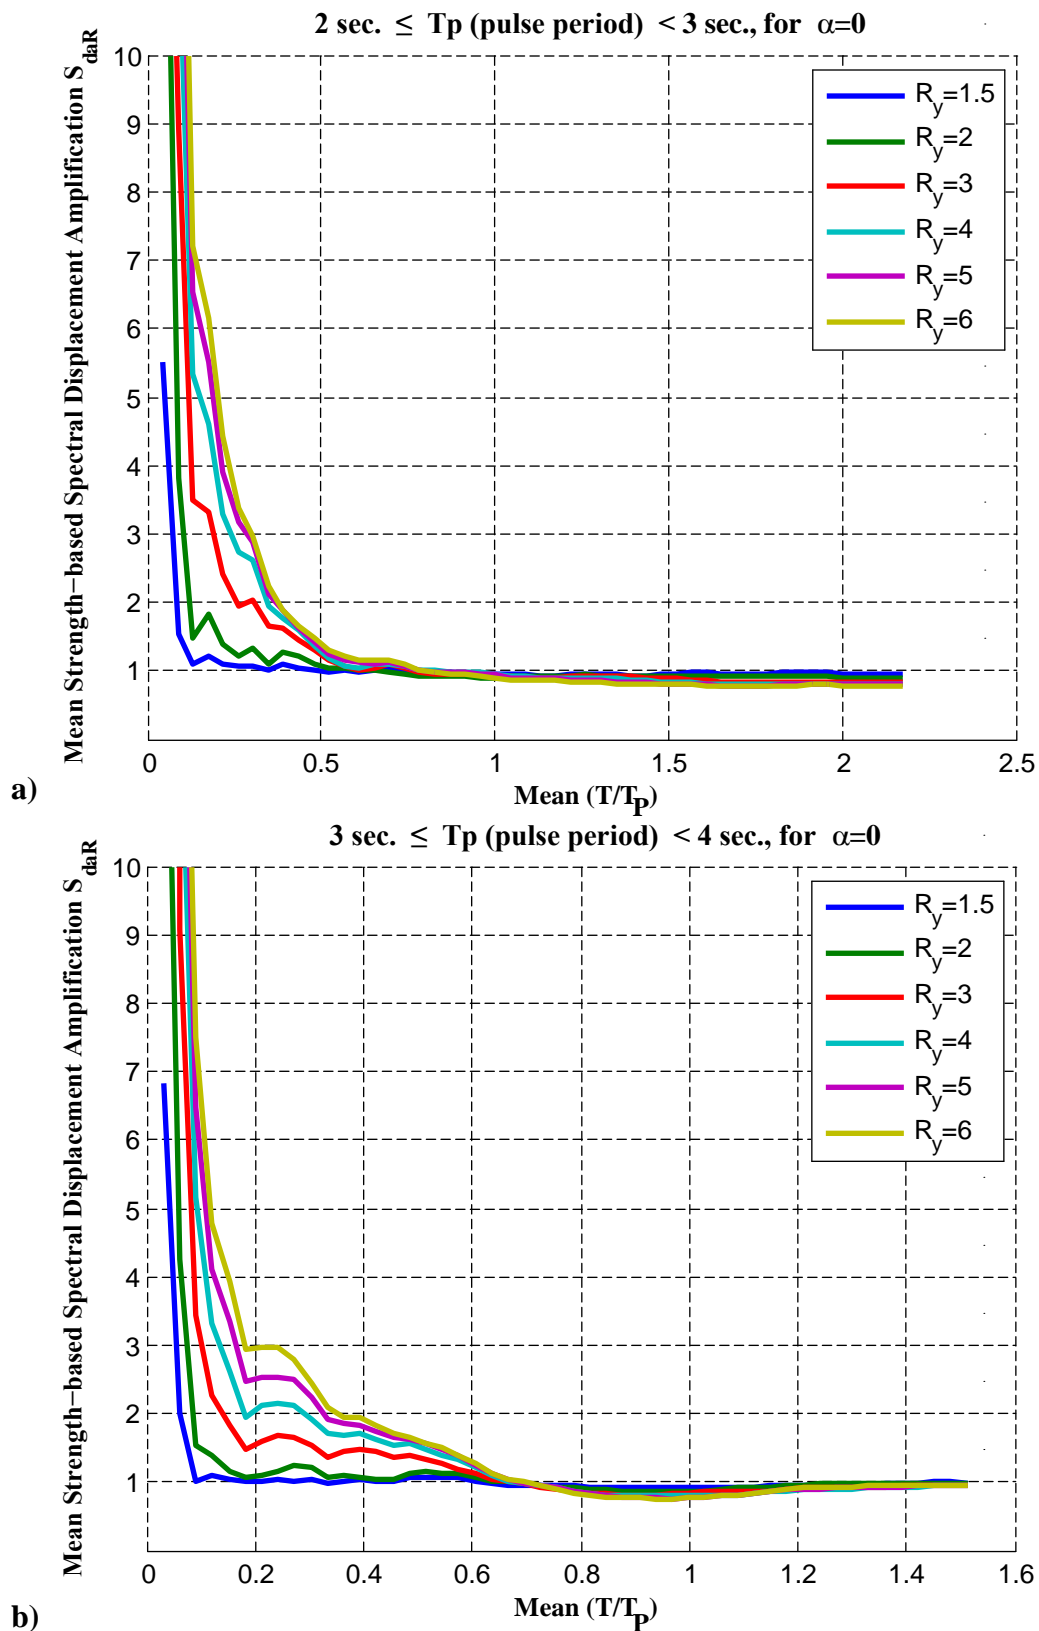 2 sec. ≤ Tp (pulse period) < 3 sec., for α=0
Mean Strength−based Spectral Displacement Amplification S_daR
10
9
8
7
6
5
4
3
2
1
R_y=1.5
R_y=2
R_y=3
R_y=4
R_y=5
R_y=6
0 0.5 1 1.5 2 2.5
Mean (T/T_P)
a)
3 sec. ≤ Tp (pulse period) < 4 sec., for α=0
Mean Strength−based Spectral Displacement Amplification S_daR
10
9
8
7
6
5
4
3
2
1
R_y=1.5
R_y=2
R_y=3
R_y=4
R_y=5
R_y=6
0 0.2 0.4 0.6 0.8 1 1.2 1.4 1.6
Mean (T/T_P)
b)